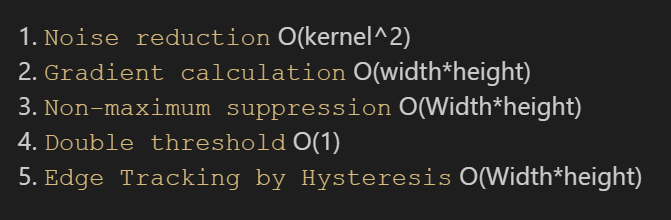 1. Noise reduction O(kernel^2)
2. Gradient calculation O(width*height)
3. Non-maximum suppression O(Width*height)
4. Double threshold O(1)
5. Edge Tracking by Hysteresis O(Width*height)